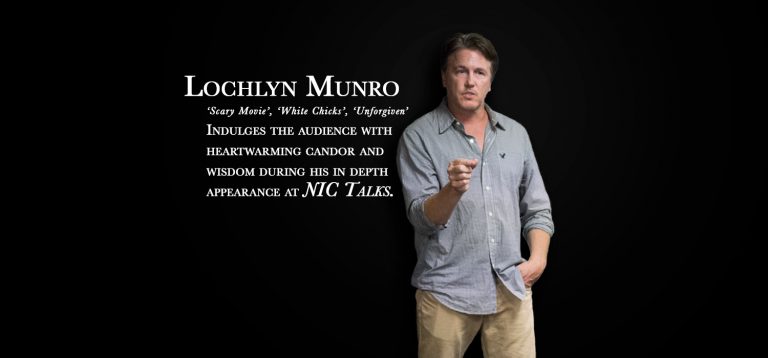 Lochlyn Munro
‘Scary Movie’, ‘White Chicks’, ‘Unforgiven’
Indulges the audience with
heartwarming candor and
wisdom during his in depth
appearance at NIC Talks.